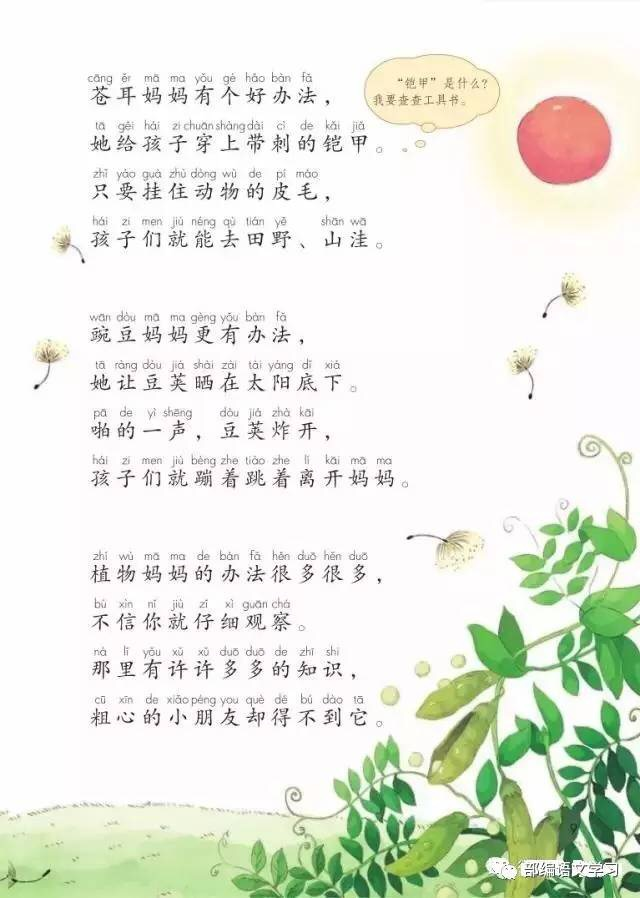 cāng ěr mā ma yǒu gè hǎo bàn fǎ
苍耳妈妈有个好办法，
“铠甲”是什么？
我要查查工具书。
tā gěi hái zi chuān shàng dài cì de kǎi jiǎ
她给孩子穿上带刺的铠甲。
zhǐ yào guà zhù dòng wù de pí máo
只要挂住动物的皮毛，
hái zi men jiù néng qù tián yě shān wā
孩子们就能去田野、山洼。
wān dòu mā ma gèng yǒu bàn fǎ
豌豆妈妈更有办法，
tā ràng dòu jiá shài zài tài yáng dǐ xià
她让豆荚晒在太阳底下。
pā de yì shēng dòu jiá zhà kāi
啪的一声，豆荚炸开，
hái zi men jiù bèng zhe tiào zhe lí kāi mā ma
孩子们就蹦着跳着离开妈妈。
zhí wù mā ma de bàn fǎ hěn duō hěn duō
植物妈妈的办法很多很多，
bú xìn nǐ jiù zǐ xì guān chá
不信你就仔细观察。
nà lǐ yǒu xǔ xǔ duō duō de zhī shi
那里有许许多多的知识，
cū xīn de xiǎo péng you què dé bú dào tā
粗心的小朋友却得不到它。
9
部编语文学习